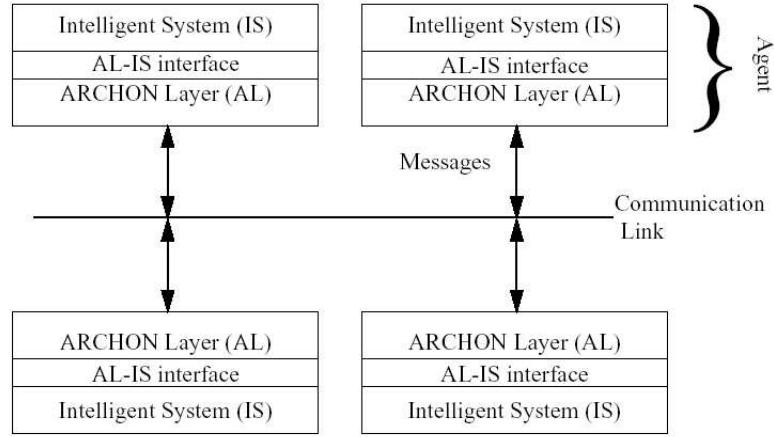 Intelligent System (IS)
AL-IS interface
ARCHON Layer (AL)
Intelligent System (IS)
AL-IS interface
ARCHON Layer (AL)
Agent
Messages
Communication
Link
ARCHON Layer (AL)
AL-IS interface
Intelligent System (IS)
ARCHON Layer (AL)
AL-IS interface
Intelligent System (IS)